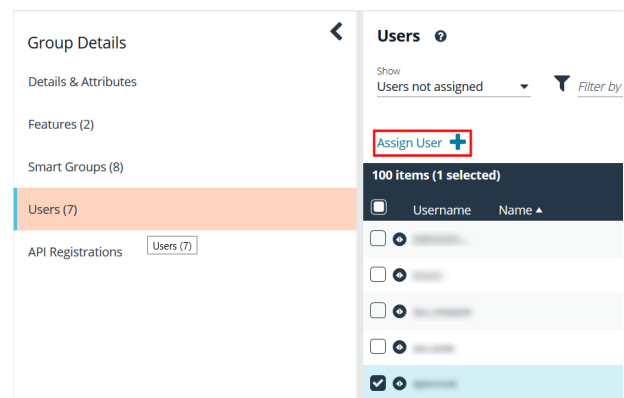 Group Details
Details & Attributes
Features (2)
Smart Groups (8)
Users (7)
API Registrations
Users (7)
Users
Show
Users not assigned
Filter by
Assign User
100 items (1 selected)
Username Name